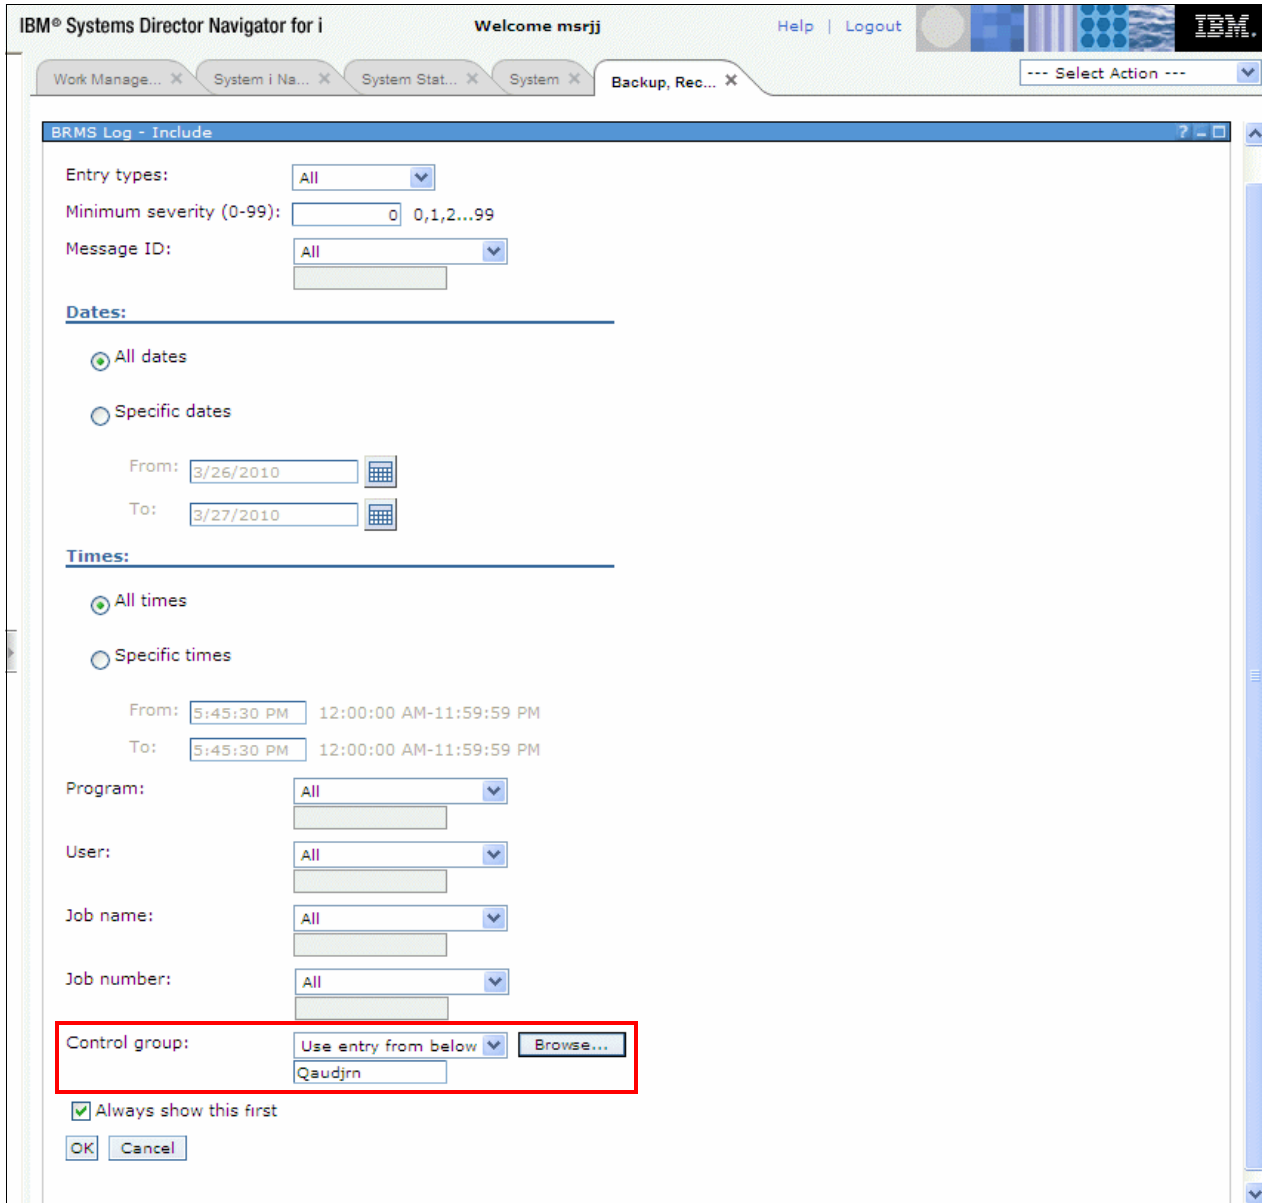 IBM® Systems Director Navigator for i Welcome msrjj Help | Logout IBM.
Work Manage... System i Na... System Stat... System Backup, Rec... --- Select Action ---
BRMS Log - Include ?
Entry types: All
Minimum severity (0-99): 0 0,1,2...99
Message ID: All
Dates:
All dates
Specific dates
From: 3/26/2010
To: 3/27/2010
Times:
All times
Specific times
From: 5:45:30 PM 12:00:00 AM-11:59:59 PM
To: 5:45:30 PM 12:00:00 AM-11:59:59 PM
Program: All
User: All
Job name: All
Job number: All
Control group: Use entry from below Browse...
Qaudjrn
Always show this first
OK Cancel